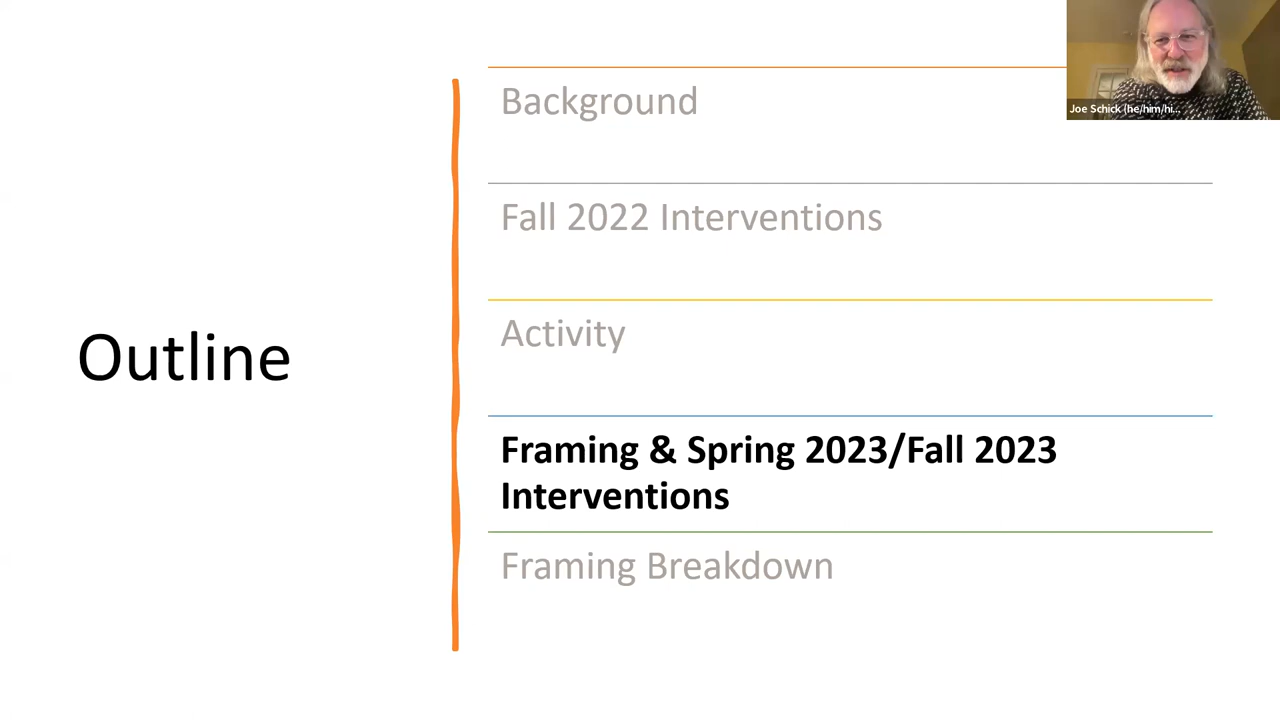 Outline
Background
Fall 2022 Interventions
Activity
Framing & Spring 2023/Fall 2023
Interventions
Framing Breakdown
Joe Schick (he/him/hi...